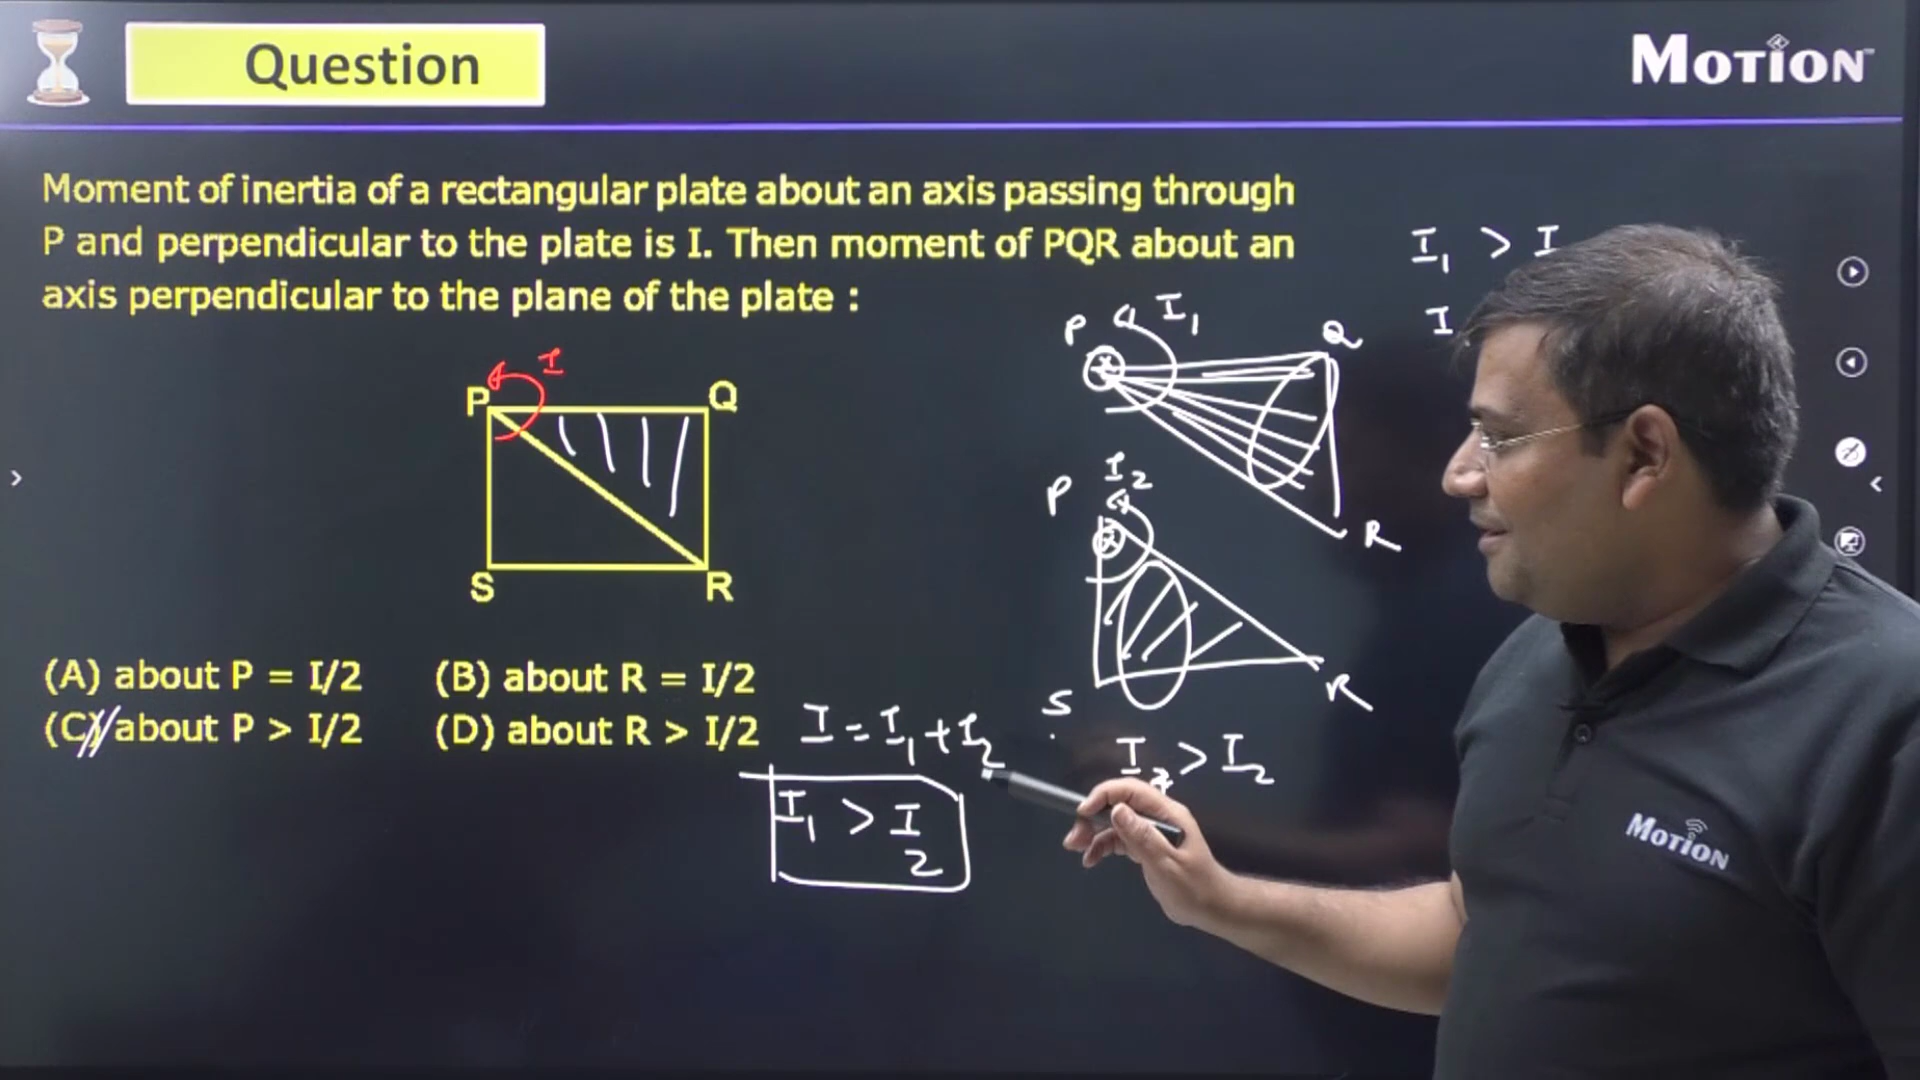 Question
MOTION
Moment of inertia of a rectangular plate about an axis passing through
P and perpendicular to the plate is I. Then moment of PQR about an
axis perpendicular to the plane of the plate :
I₁ > I
I
P I₁ Q
R
I
P Q
S R
P I₂
S R
(A) about P = I/2 (B) about R = I/2
(C) about P > I/2 (D) about R > I/2
I = I₁ + I₂
I > I₂
I₁ > I/2
MOTION